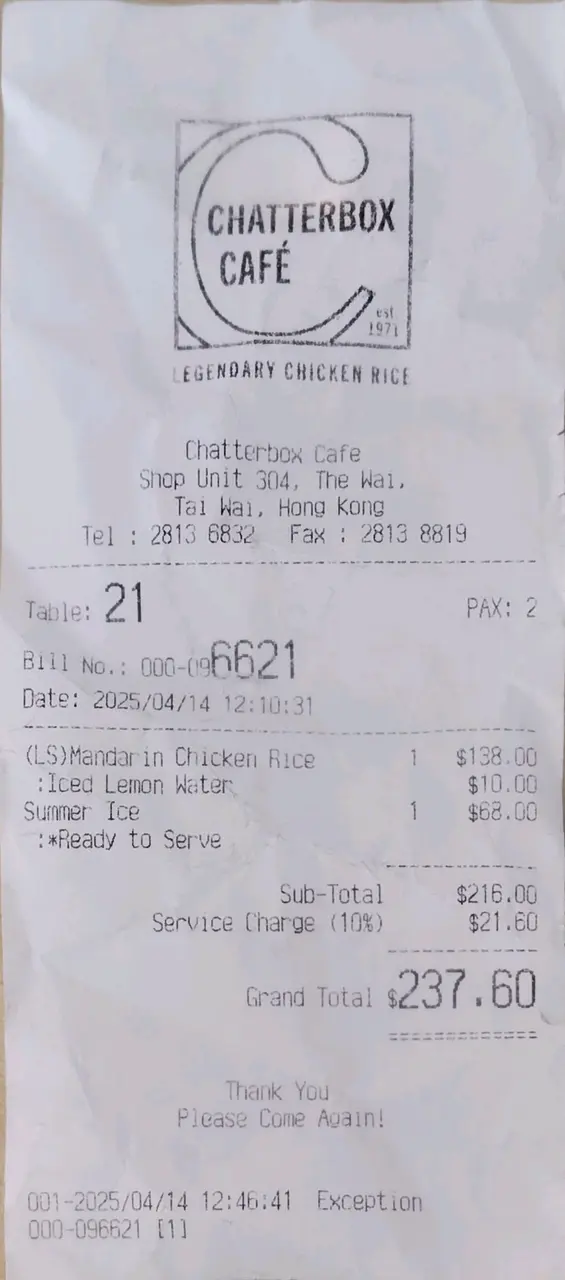 CHATTERBOX
CAFÉ
est
1971
LEGENDARY CHICKEN RICE
Chatterbox Cafe
Shop Unit 304, The Wai,
Tai Wai, Hong Kong
Tel : 2813 6832 Fax : 2813 8819
Table: 21 PAX: 2
Bill No.: 000-096621
Date: 2025/04/14 12:10:31
(LS)Mandarin Chicken Rice 1 $138.00
:Iced Lemon Water $10.00
Summer Ice 1 $68.00
:*Ready to Serve
Sub-Total $216.00
Service Charge (10%) $21.60
Grand Total $237.60
Thank You
Please Come Again!
001-2025/04/14 12:46:41 Exception
000-096621 [1]